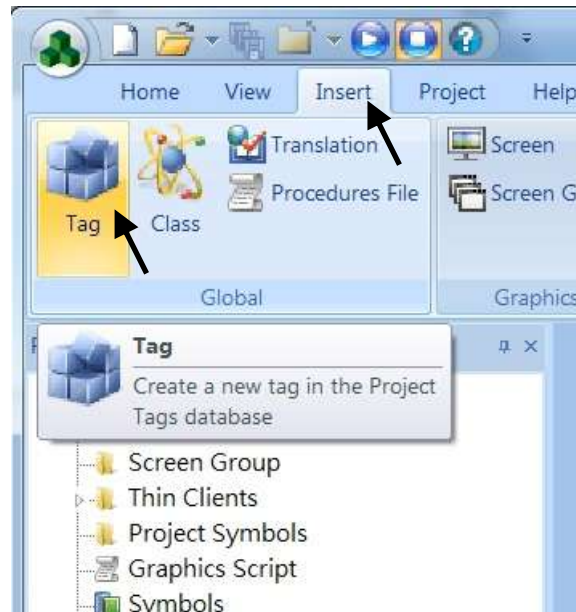 Home View Insert Project Help
Tag Class Translation Procedures File Screen Screen G
Global Graphics
Tag
Create a new tag in the Project
Tags database
Screen Group
Thin Clients
Project Symbols
Graphics Script
Symbols